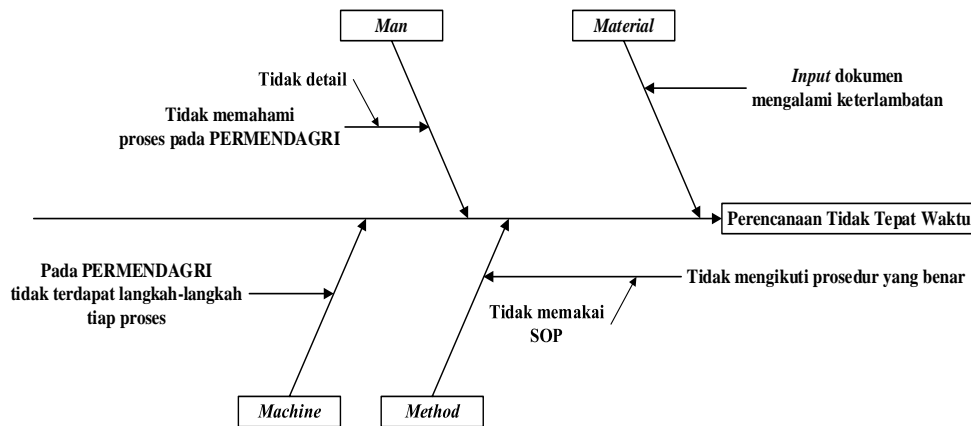 Man
Material
Tidak detail
Input dokumen
mengalami keterlambatan
Tidak memahami
proses pada PERMENDAGRI
Perencanaan Tidak Tepat Waktu
Pada PERMENDAGRI
tidak terdapat langkah-langkah
tiap proses
Tidak mengikuti prosedur yang benar
Tidak memakai
SOP
Machine
Method